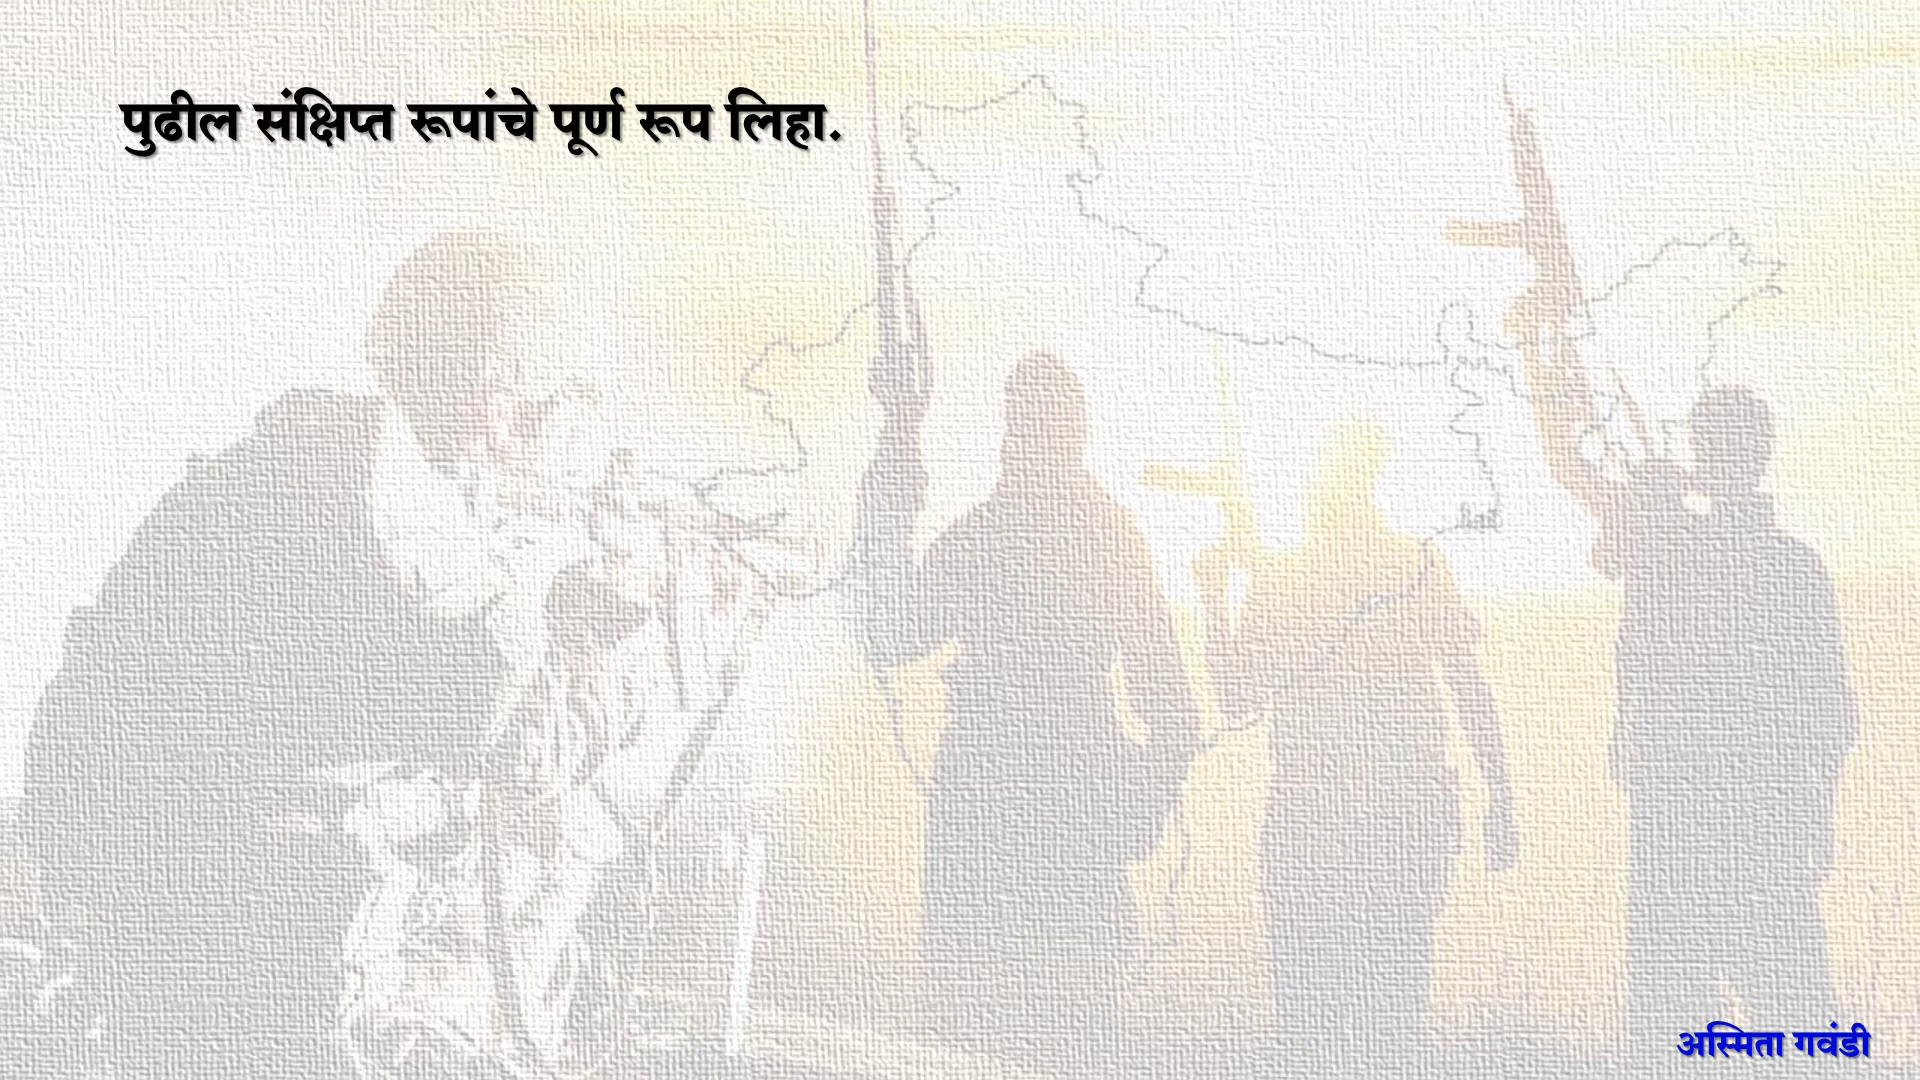 पुढील संक्षिप्त रूपांचे पूर्ण रूप लिहा.
अस्मिता गवंडी